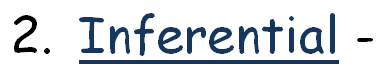 2. Inferential -